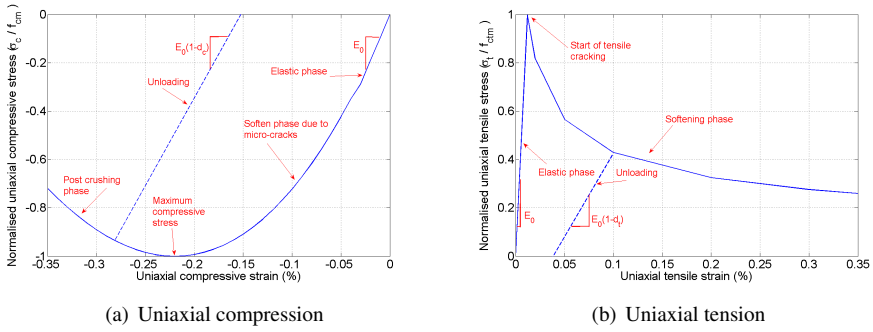 Normalised uniaxial compressive stress (σc / fcm)
0
-0.2
-0.4
-0.6
-0.8
-1
E0(1-dc)
E0
Elastic phase
Unloading
Soften phase due to
micro-cracks
Post crushing
phase
Maximum
compressive
stress
-0.35
-0.3
-0.25
-0.2
-0.15
-0.1
-0.05
0
Uniaxial compressive strain (%)
(a) Uniaxial compression
Normalised uniaxial tensile stress (σt / fctm)
1
0.8
0.6
0.4
0.2
0
Start of tensile
cracking
Softening phase
Elastic phase
Unloading
E0
E0(1-dt)
0
0.05
0.1
0.15
0.2
0.25
0.3
0.35
Uniaxial tensile strain (%)
(b) Uniaxial tension